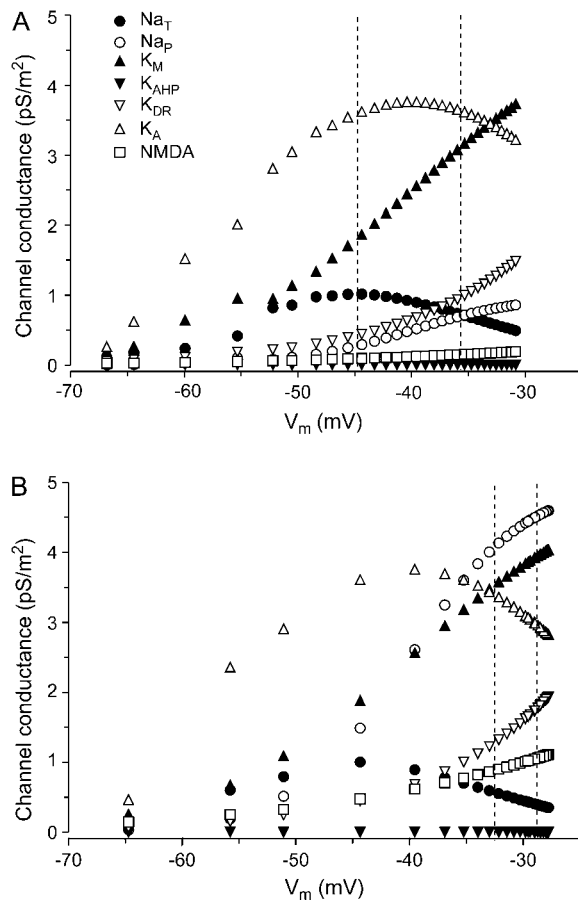 A
Na_T
Na_P
K_M
K_AHP
K_DR
K_A
NMDA
Channel conductance (pS/m²)
5
4
3
2
1
0
-70 -60 -50 -40 -30
V_m (mV)
B
Channel conductance (pS/m²)
5
4
3
2
1
0
-70 -60 -50 -40 -30
V_m (mV)